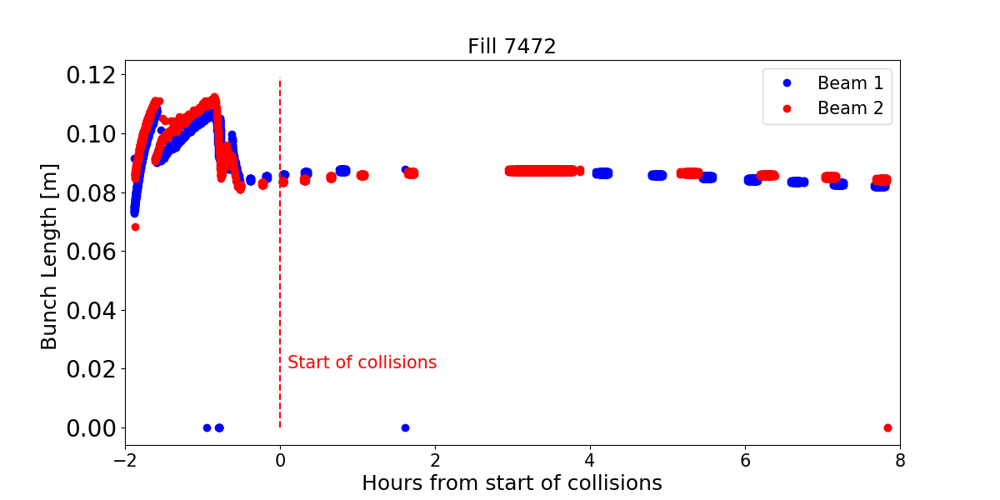 Fill 7472
Beam 1
Beam 2
Bunch Length [m]
0.12
0.10
0.08
0.06
0.04
0.02
0.00
Start of collisions
−2
0
2
4
6
8
Hours from start of collisions